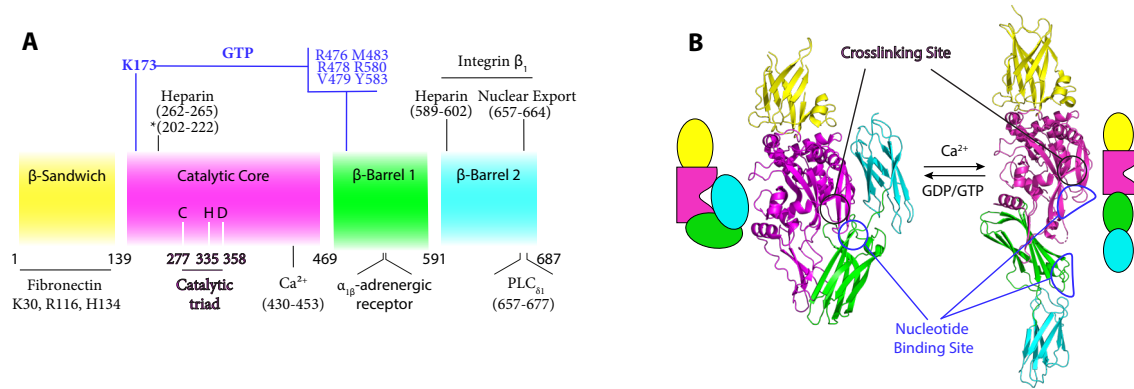 A
GTP
K173
R476 M483
R478 R580
V479 Y583
Integrin β1
Heparin
(262-265)
*(202-222)
Heparin
(589-602)
Nuclear Export
(657-664)
β-Sandwich
Catalytic Core
β-Barrel 1
β-Barrel 2
C H D
1 139 277 335 358 469 591 687
Fibronectin
K30, R116, H134
Catalytic
triad
Ca²⁺
(430-453)
α1β-adrenergic
receptor
PLCδ1
(657-677)
B
Crosslinking Site
Ca²⁺
GDP/GTP
Nucleotide
Binding Site